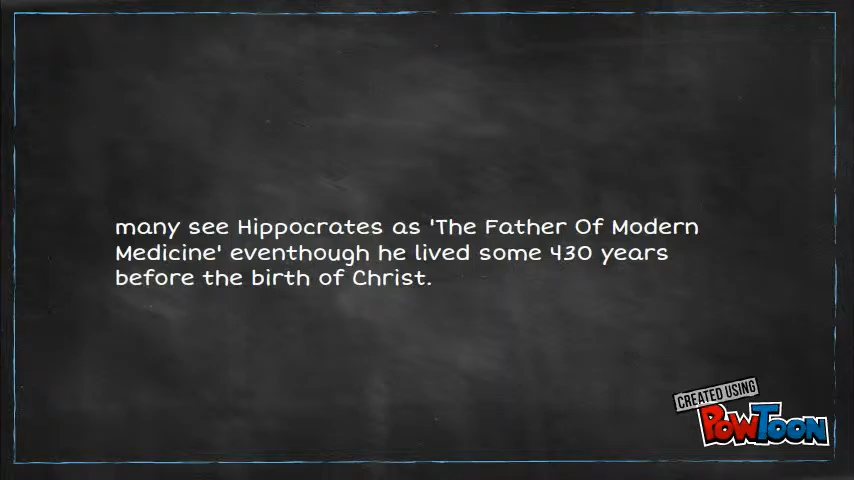 many see Hippocrates as 'The Father Of Modern
Medicine' eventhough he lived some 430 years
before the birth of Christ.
CREATED USING
POWTOON